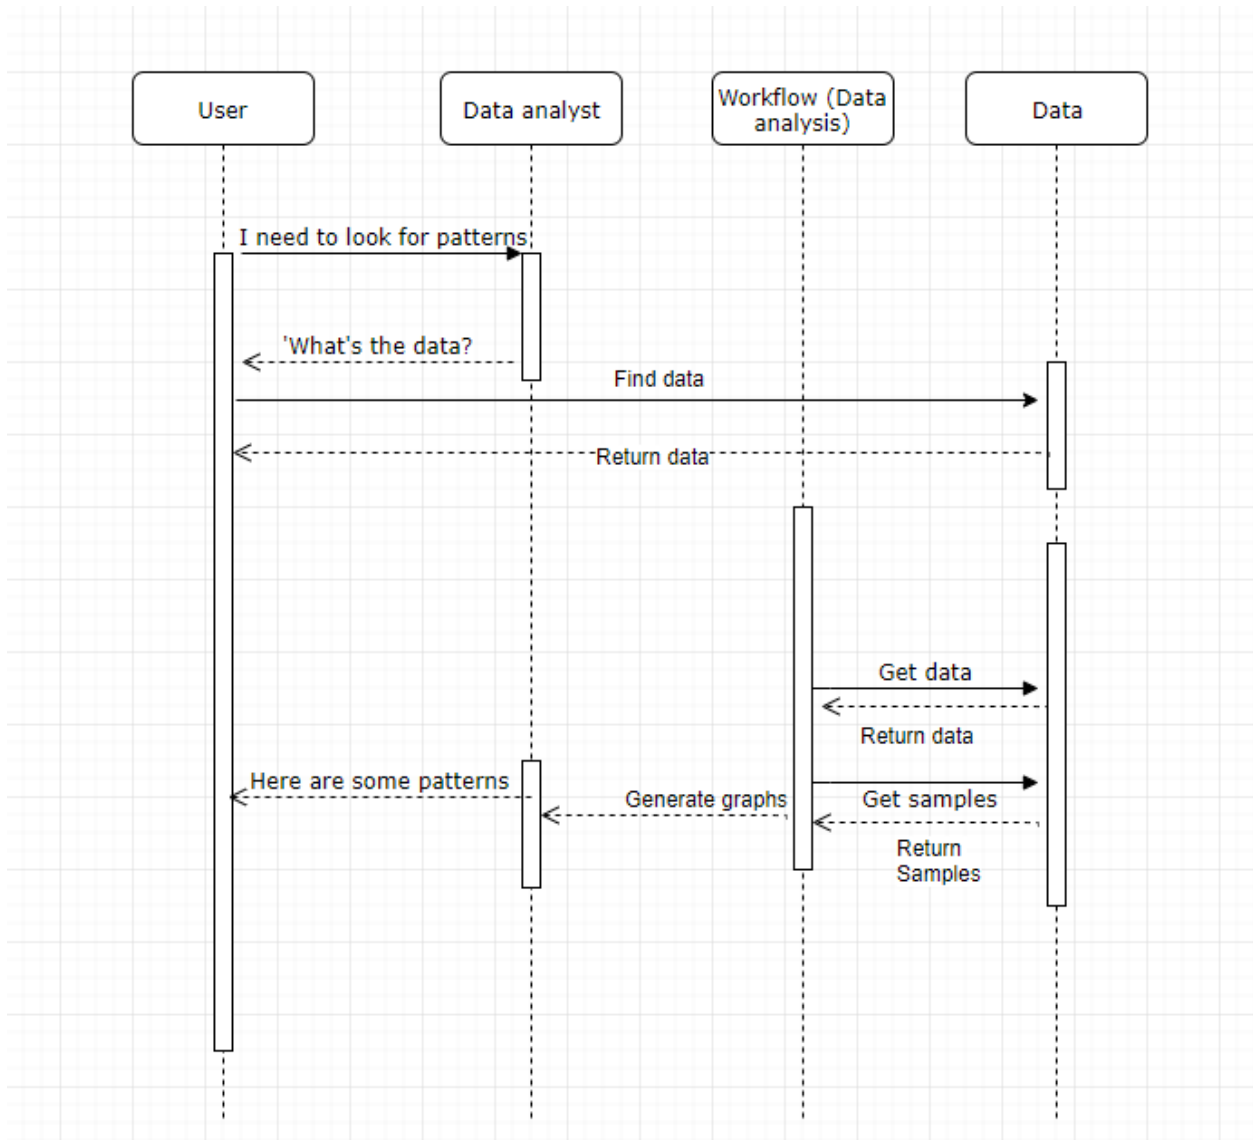 User
Data analyst
Workflow (Data
analysis)
Data
I need to look for patterns
'What's the data?
Find data
Return data
Get data
Return data
Here are some patterns
Generate graphs
Get samples
Return
Samples